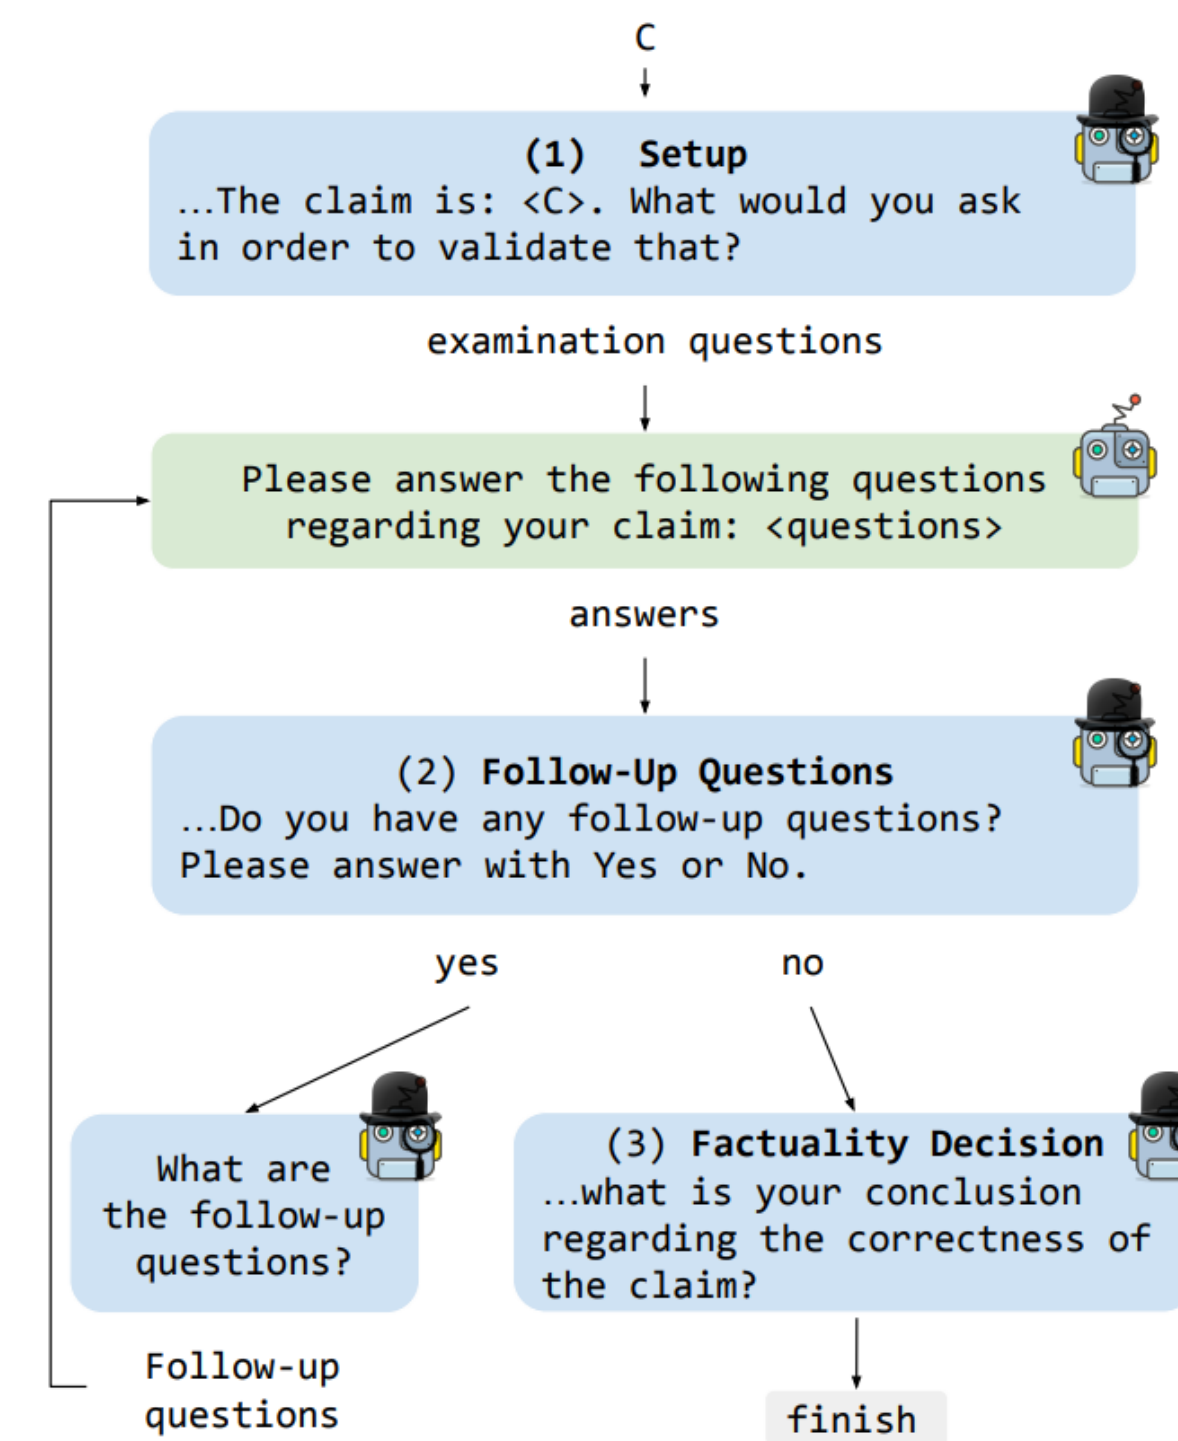 C
(1) Setup
...The claim is: <C>. What would you ask
in order to validate that?
examination questions
Please answer the following questions
regarding your claim: <questions>
answers
(2) Follow-Up Questions
...Do you have any follow-up questions?
Please answer with Yes or No.
yes
no
What are
the follow-up
questions?
(3) Factuality Decision
...what is your conclusion
regarding the correctness of
the claim?
Follow-up
questions
finish